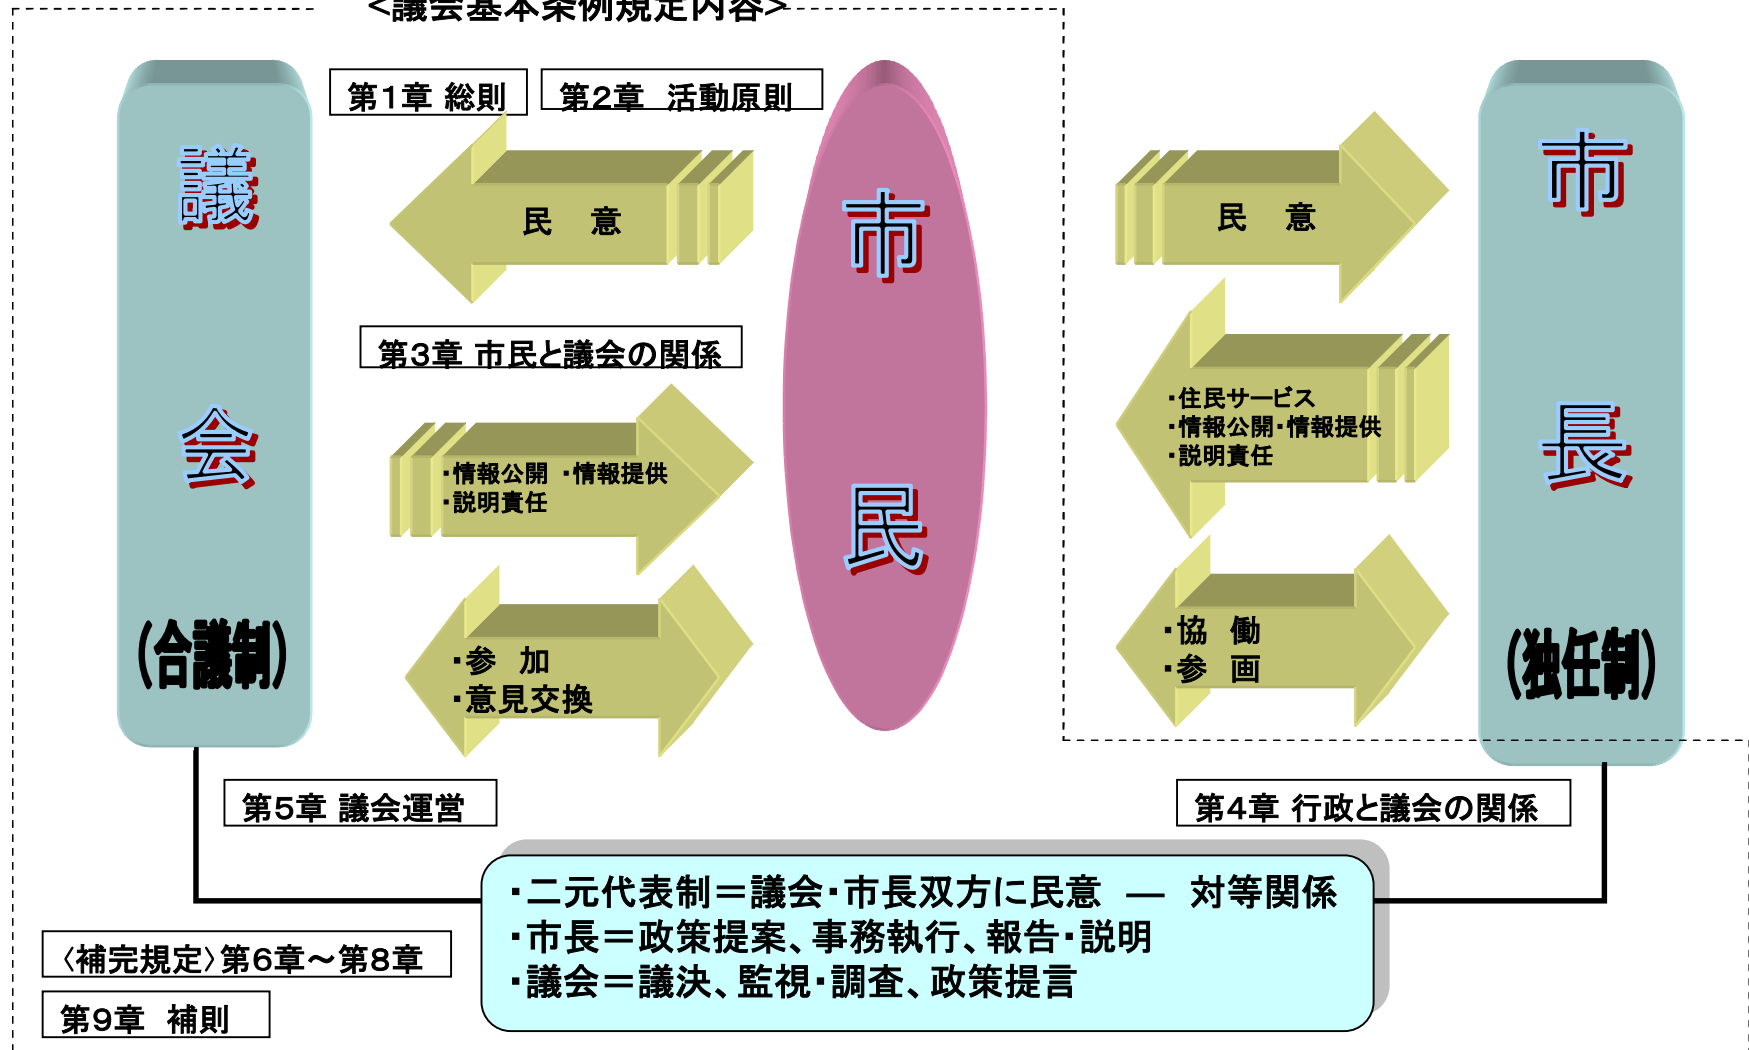 <議会基本条例規定内容>
第1章 総則
第2章 活動原則
議会
(合議制)
民 意
第3章 市民と議会の関係
・情報公開 ・情報提供
・説明責任
・参 加
・意見交換
市民
民 意
・住民サービス
・情報公開・情報提供
・説明責任
・協 働
・参 画
市長
(独任制)
第5章 議会運営
第4章 行政と議会の関係
・二元代表制＝議会・市長双方に民意 ― 対等関係
・市長＝政策提案、事務執行、報告・説明
・議会＝議決、監視・調査、政策提言
〈補完規定〉第6章～第8章
第9章 補則